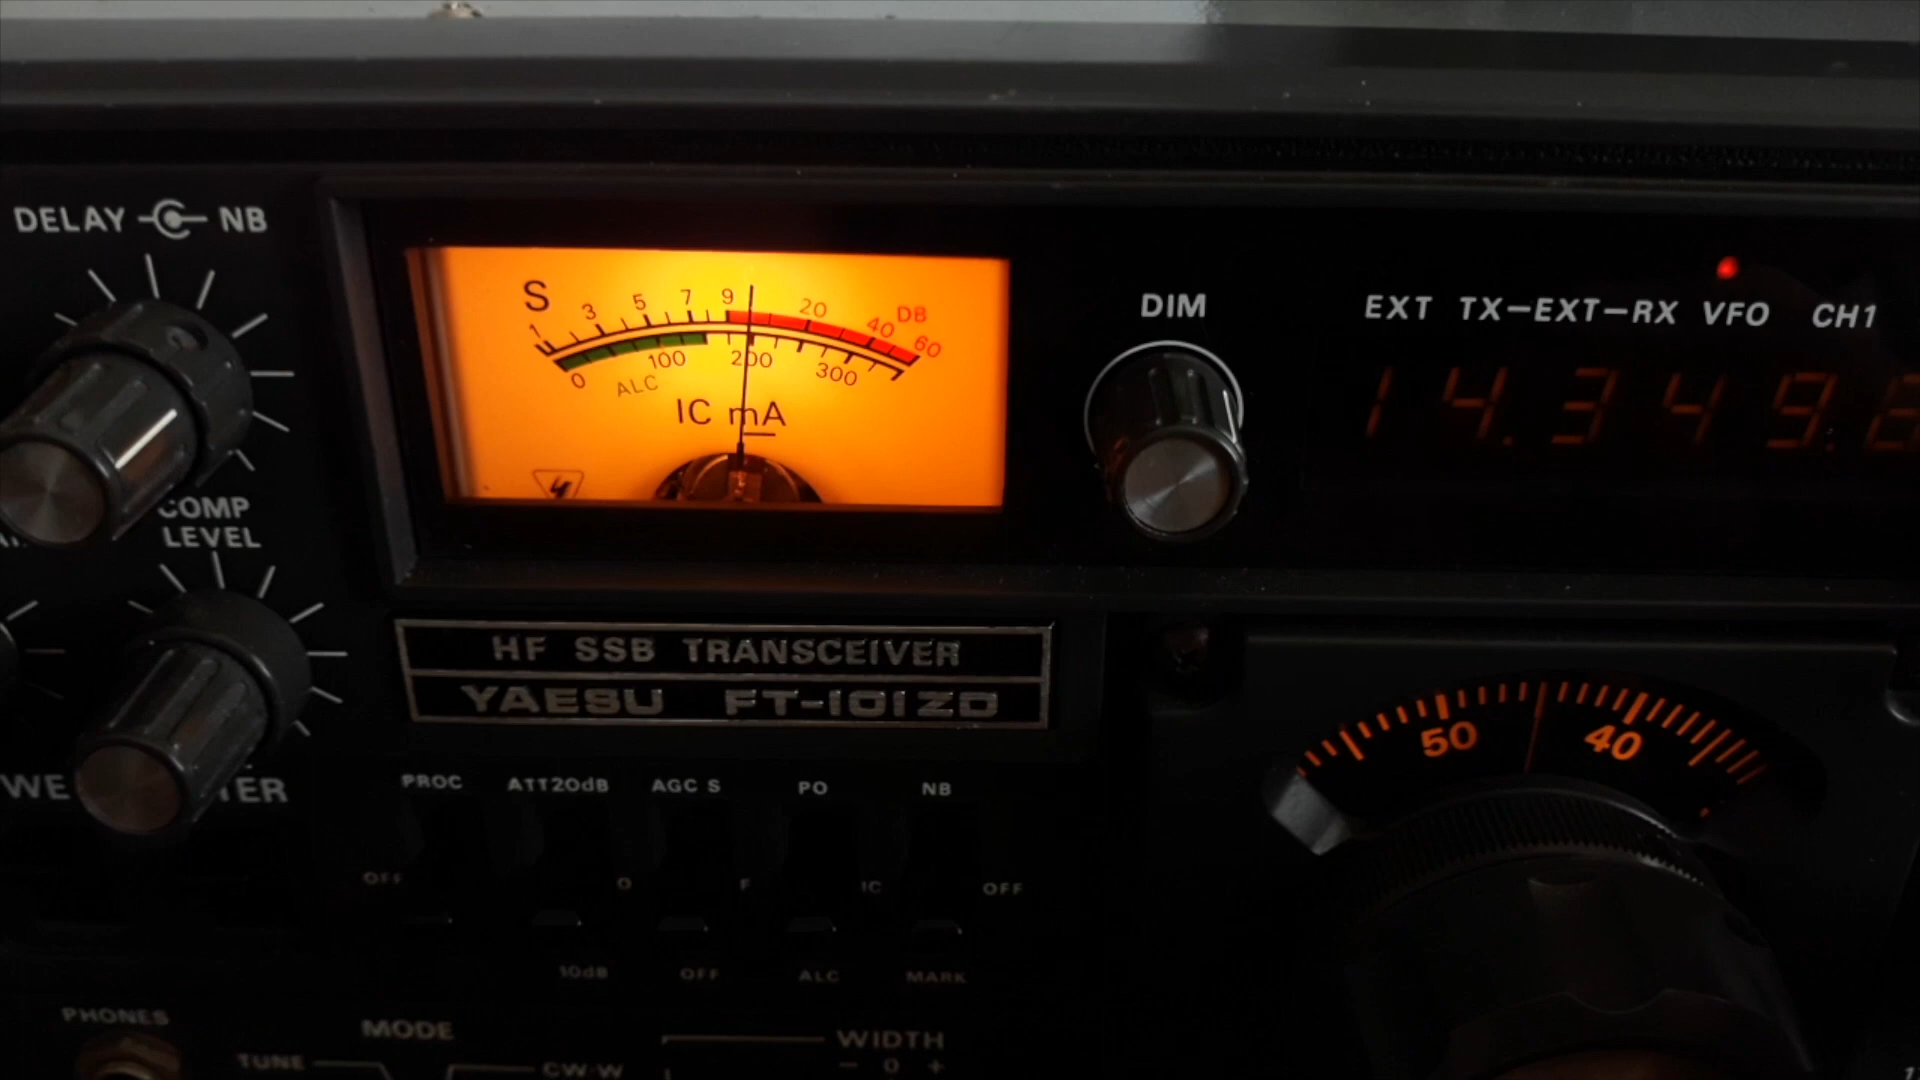 DELAY NB
S 1 3 5 7 9 20 40 60 DB
0 100 200 300
ALC
IC mA
DIM
EXT TX-EXT-RX VFO CH1
14.349.8
COMP
LEVEL
HF SSB TRANSCEIVER
YAESU FT-101ZD
50 40
PROC ATT20dB AGC S PO NB
OFF 0 F IC OFF
10dB OFF ALC MARK
PHONES
MODE
TUNE
CW-W
WIDTH
- 0 +